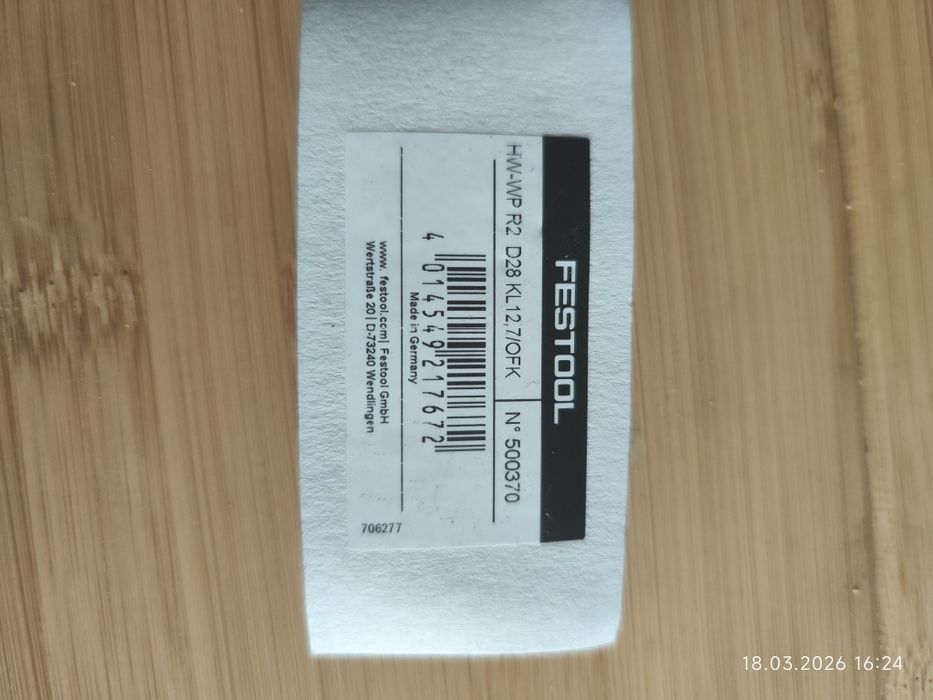 FESTOOL
HW-WP R2 D28 KL12,7/OFK
N° 500370
4 014549 217672
Made in Germany
www. festool.com| Festool GmbH
Wertstraße 20 | D-73240 Wendlingen
706277
18.03.2026 16:24